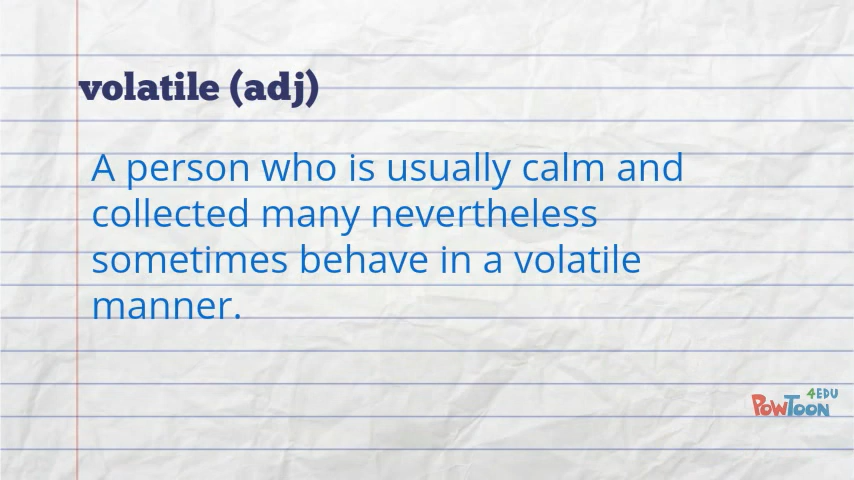 volatile (adj)
A person who is usually calm and
collected many nevertheless
sometimes behave in a volatile
manner.
4EDU
POWTOON